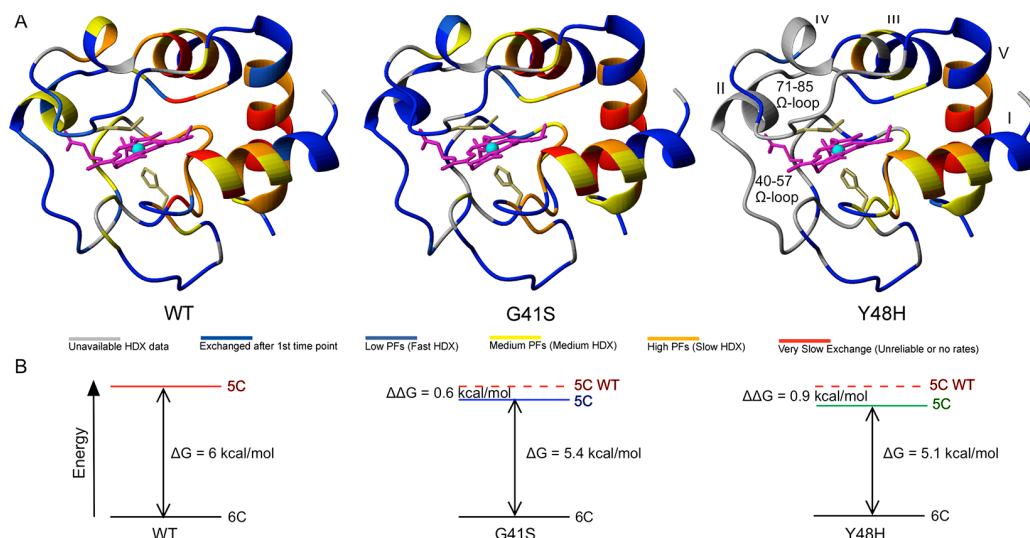 A
IV
III
V
II
71-85
Ω-loop
I
40-57
Ω-loop
WT
G41S
Y48H
Unavailable HDX data
Exchanged after 1st time point
Low PFs (Fast HDX)
Medium PFs (Medium HDX)
High PFs (Slow HDX)
Very Slow Exchange (Unreliable or no rates)
B
Energy
5C
ΔG = 6 kcal/mol
6C
WT
5C WT
ΔΔG = 0.6 kcal/mol
5C
ΔG = 5.4 kcal/mol
6C
G41S
5C WT
ΔΔG = 0.9 kcal/mol
5C
ΔG = 5.1 kcal/mol
6C
Y48H